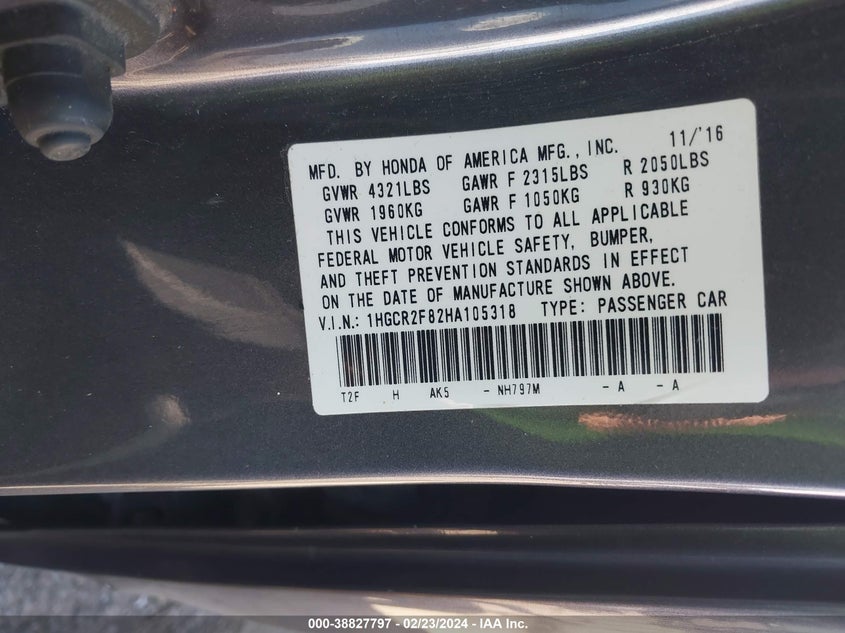 11/'16
MFD. BY HONDA OF AMERICA MFG., INC.
GVWR 4321LBS GAWR F 2315LBS R 2050LBS
GVWR 1960KG GAWR F 1050KG R 930KG
THIS VEHICLE CONFORMS TO ALL APPLICABLE
FEDERAL MOTOR VEHICLE SAFETY, BUMPER,
AND THEFT PREVENTION STANDARDS IN EFFECT
ON THE DATE OF MANUFACTURE SHOWN ABOVE.
V.I.N.: 1HGCR2F82HA105318 TYPE: PASSENGER CAR
T2F H AK5 - NH797M - A - A
000-38827797 - 02/23/2024 - IAA Inc.